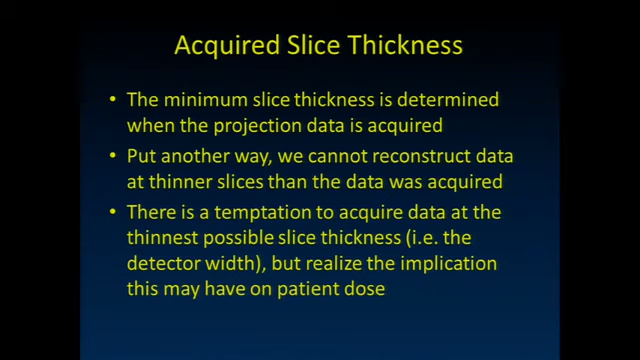 Acquired Slice Thickness
• The minimum slice thickness is determined
when the projection data is acquired
• Put another way, we cannot reconstruct data
at thinner slices than the data was acquired
• There is a temptation to acquire data at the
thinnest possible slice thickness (i.e. the
detector width), but realize the implication
this may have on patient dose